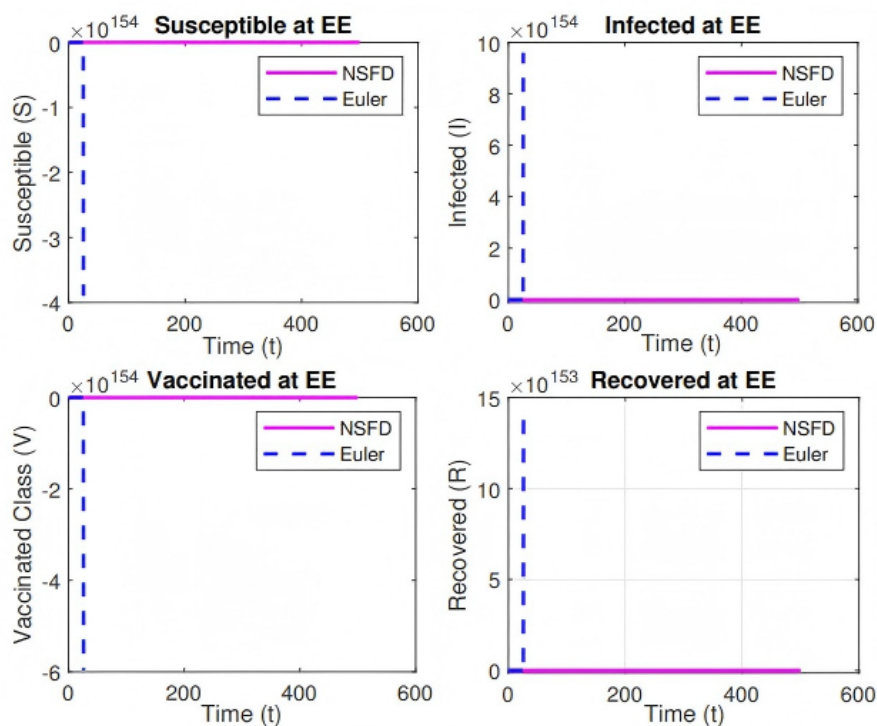 ×10^154
Susceptible at EE
0
-1
-2
-3
-4
0 200 400 600
Susceptible (S)
Time (t)
NSFD
Euler
×10^154
Infected at EE
10
8
6
4
2
0
0 200 400 600
Infected (I)
Time (t)
NSFD
Euler
×10^154
Vaccinated at EE
0
-2
-4
-6
0 200 400 600
Vaccinated Class (V)
Time (t)
NSFD
Euler
×10^153
Recovered at EE
15
10
5
0
0 200 400 600
Recovered (R)
Time (t)
NSFD
Euler